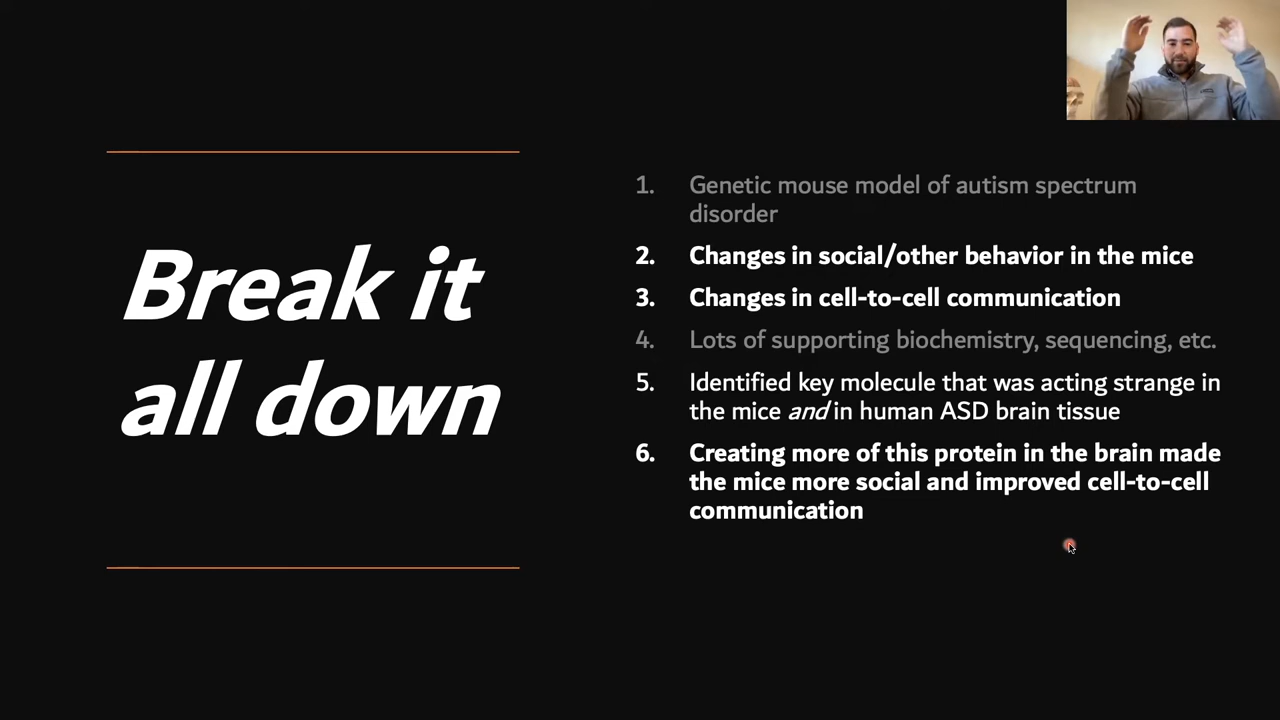 Break it
all down
1. Genetic mouse model of autism spectrum
disorder
2. Changes in social/other behavior in the mice
3. Changes in cell-to-cell communication
4. Lots of supporting biochemistry, sequencing, etc.
5. Identified key molecule that was acting strange in
the mice and in human ASD brain tissue
6. Creating more of this protein in the brain made
the mice more social and improved cell-to-cell
communication